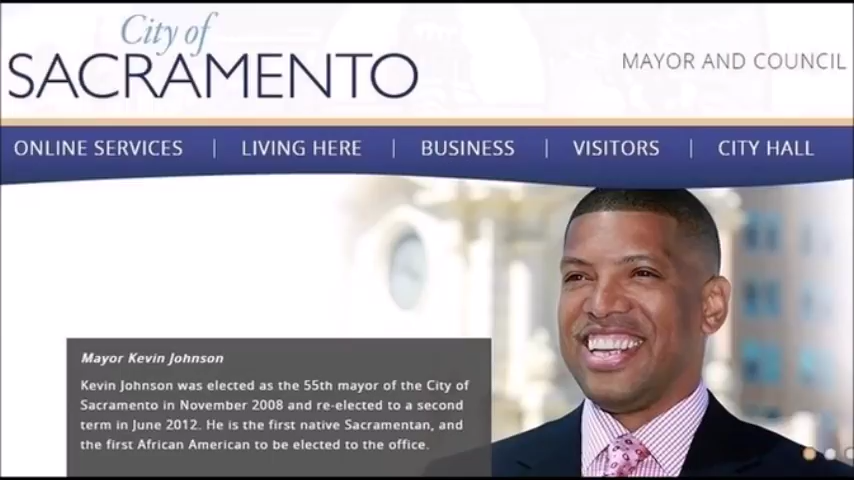 City of
SACRAMENTO
MAYOR AND COUNCIL
ONLINE SERVICES | LIVING HERE | BUSINESS | VISITORS | CITY HALL
Mayor Kevin Johnson
Kevin Johnson was elected as the 55th mayor of the City of
Sacramento in November 2008 and re-elected to a second
term in June 2012. He is the first native Sacramentan, and
the first African American to be elected to the office.